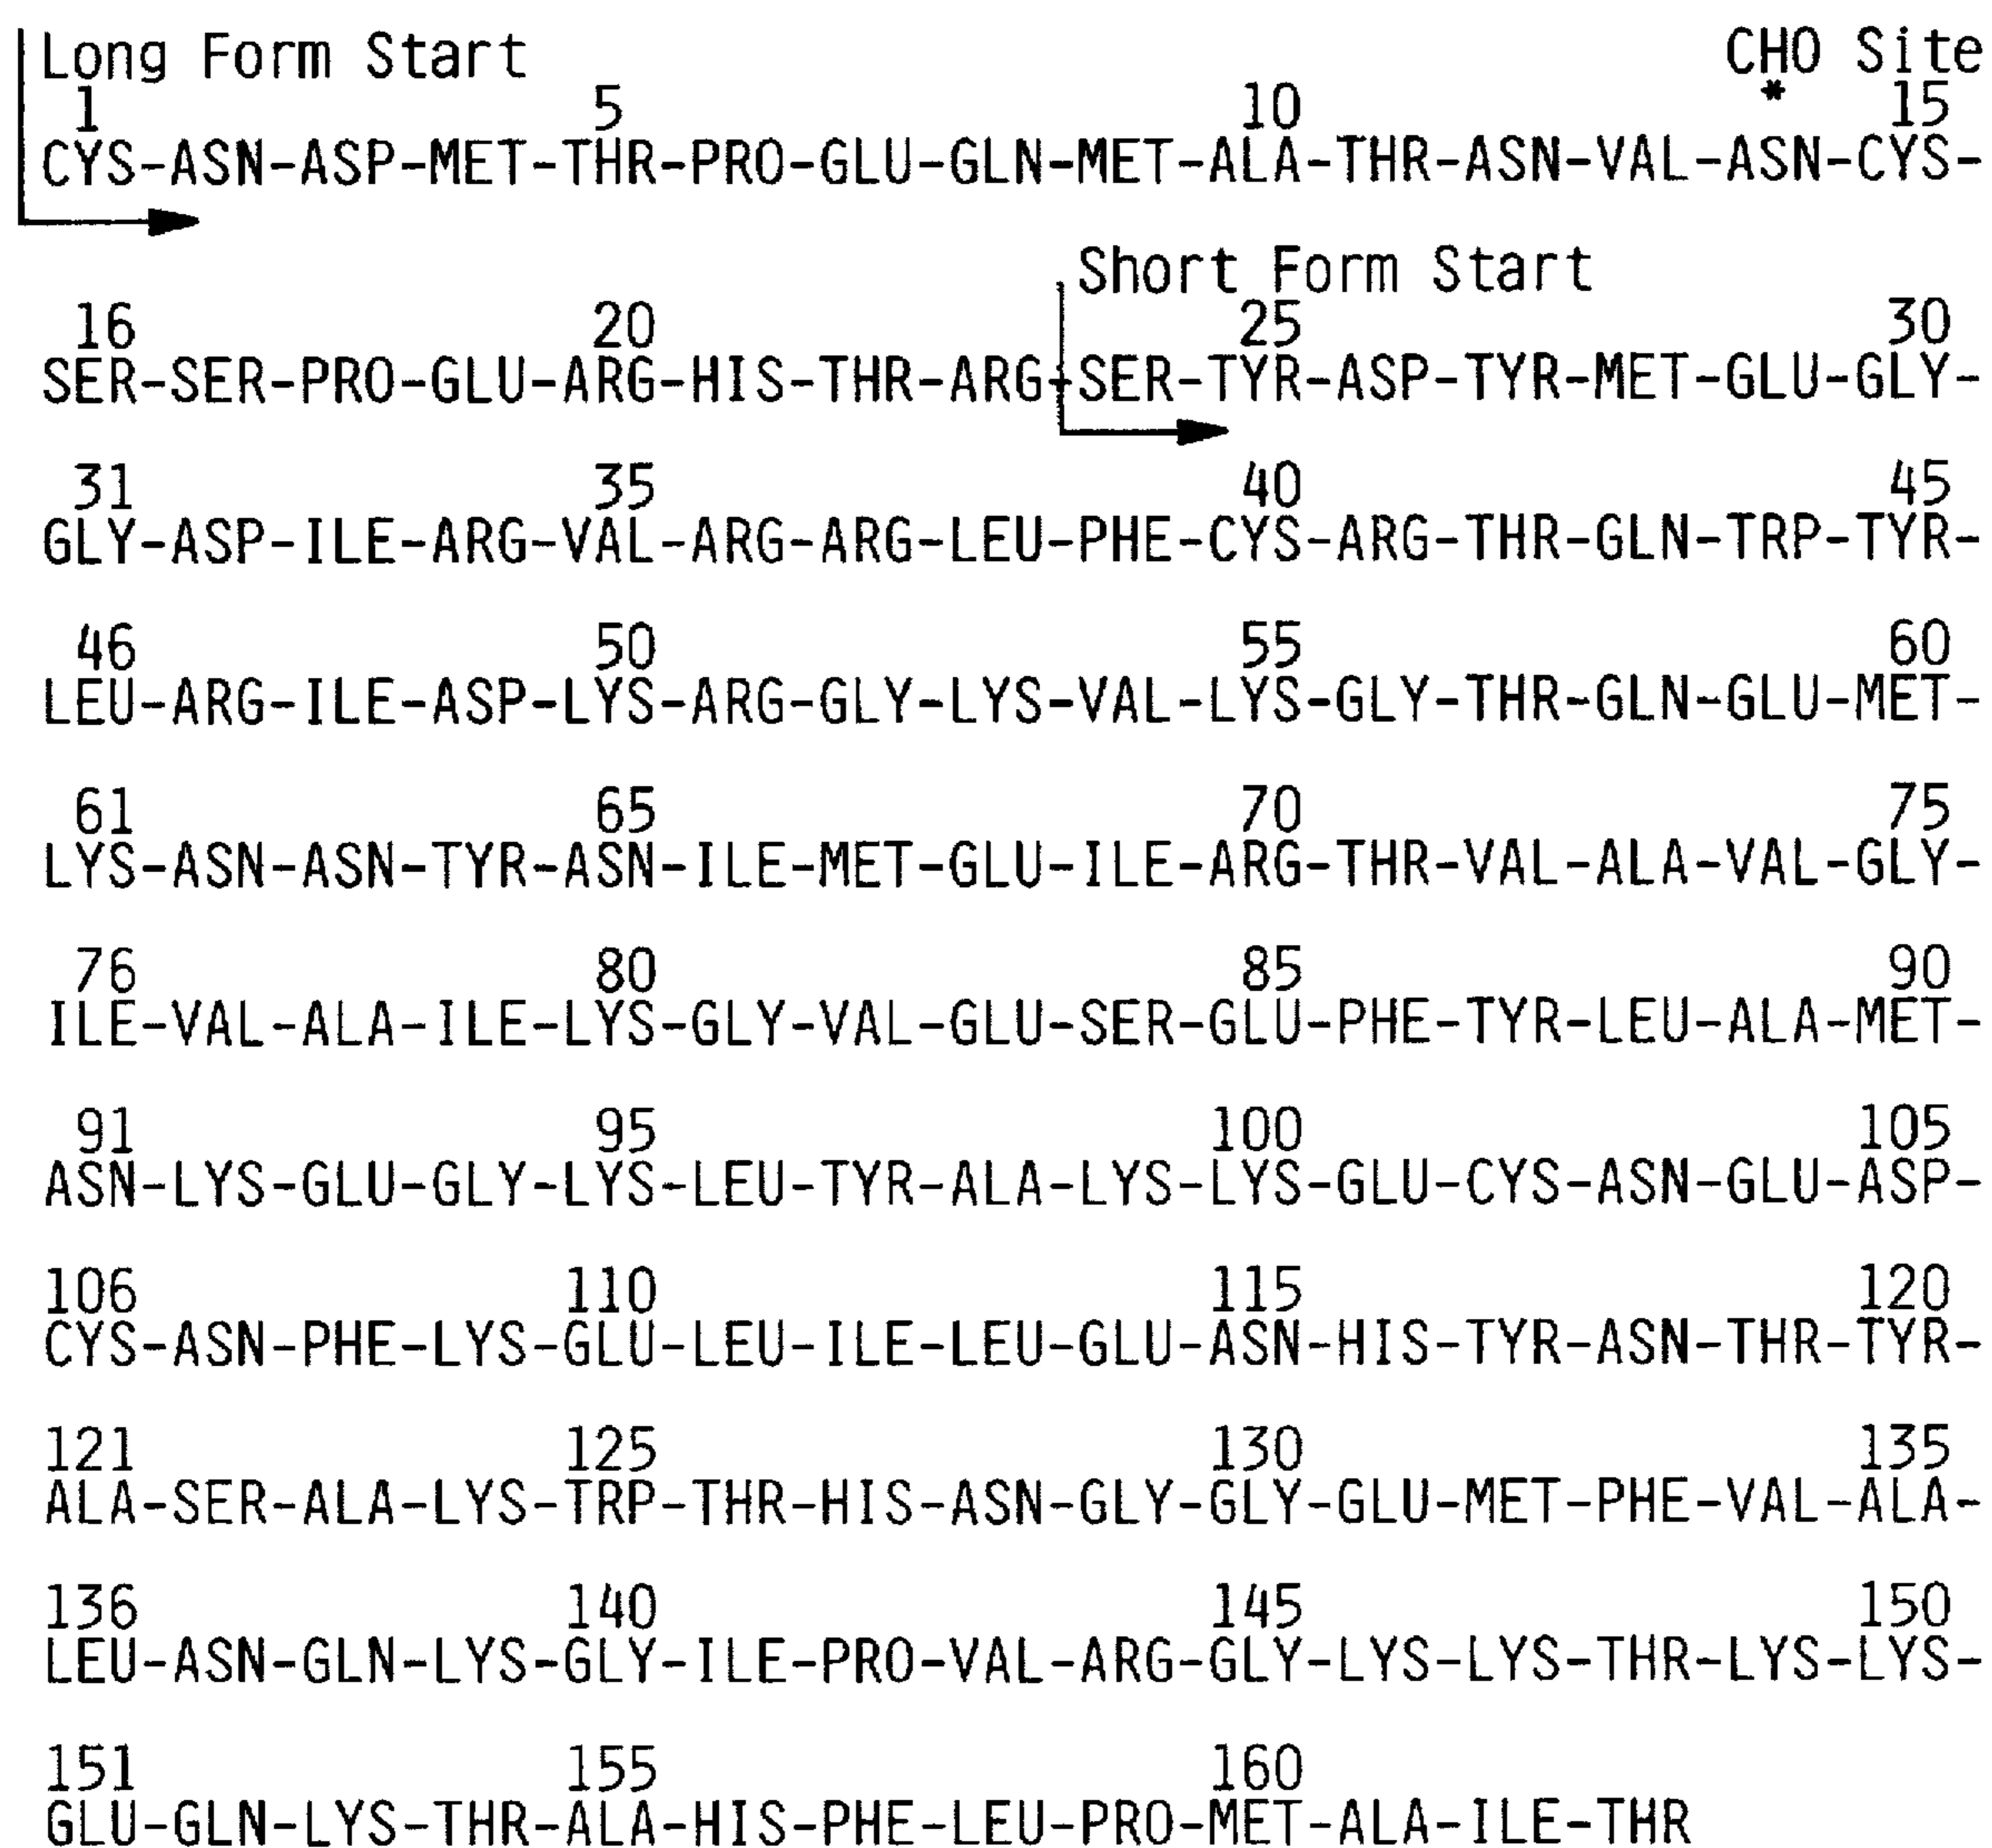 Long Form Start CHO Site
1 5 10 * 15
CYS-ASN-ASP-MET-THR-PRO-GLU-GLN-MET-ALA-THR-ASN-VAL-ASN-CYS-
Short Form Start
16 20 25 30
SER-SER-PRO-GLU-ARG-HIS-THR-ARG-SER-TYR-ASP-TYR-MET-GLU-GLY-
31 35 40 45
GLY-ASP-ILE-ARG-VAL-ARG-ARG-LEU-PHE-CYS-ARG-THR-GLN-TRP-TYR-
46 50 55 60
LEU-ARG-ILE-ASP-LYS-ARG-GLY-LYS-VAL-LYS-GLY-THR-GLN-GLU-MET-
61 65 70 75
LYS-ASN-ASN-TYR-ASN-ILE-MET-GLU-ILE-ARG-THR-VAL-ALA-VAL-GLY-
76 80 85 90
ILE-VAL-ALA-ILE-LYS-GLY-VAL-GLU-SER-GLU-PHE-TYR-LEU-ALA-MET-
91 95 100 105
ASN-LYS-GLU-GLY-LYS-LEU-TYR-ALA-LYS-LYS-GLU-CYS-ASN-GLU-ASP-
106 110 115 120
CYS-ASN-PHE-LYS-GLU-LEU-ILE-LEU-GLU-ASN-HIS-TYR-ASN-THR-TYR-
121 125 130 135
ALA-SER-ALA-LYS-TRP-THR-HIS-ASN-GLY-GLY-GLU-MET-PHE-VAL-ALA-
136 140 145 150
LEU-ASN-GLN-LYS-GLY-ILE-PRO-VAL-ARG-GLY-LYS-LYS-THR-LYS-LYS-
151 155 160
GLU-GLN-LYS-THR-ALA-HIS-PHE-LEU-PRO-MET-ALA-ILE-THR